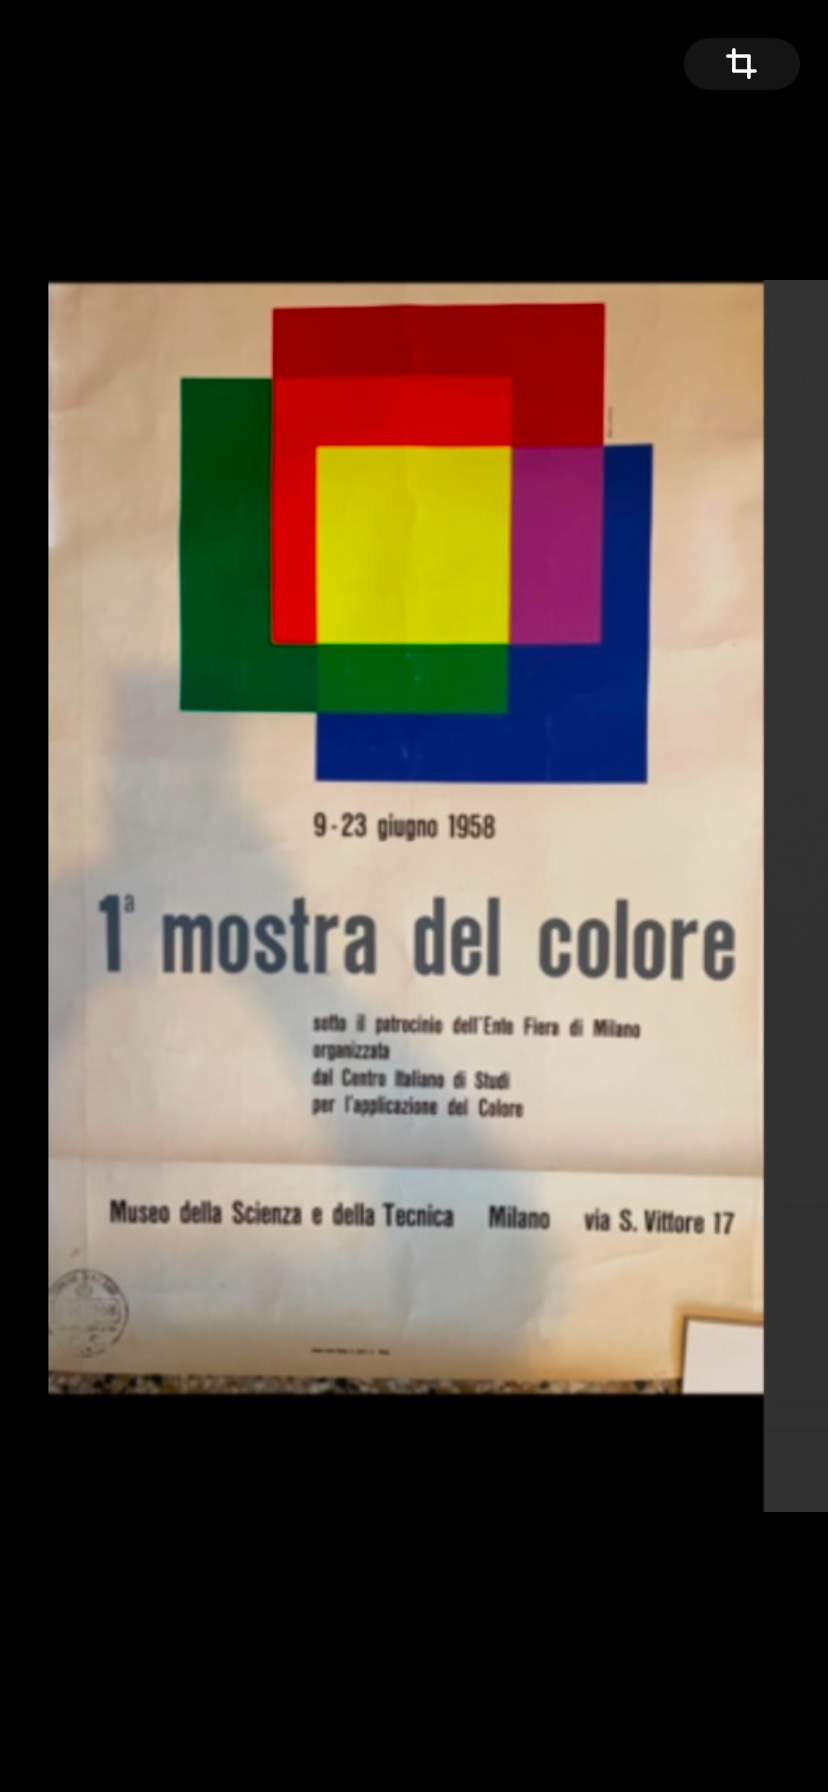 9-23 giugno 1958
1ª mostra del colore
sotto il patrocinio dell'Ente Fiera di Milano
organizzata
dal Centro Italiano di Studi
per l'applicazione del Colore
Museo della Scienza e della Tecnica Milano via S. Vittore 17